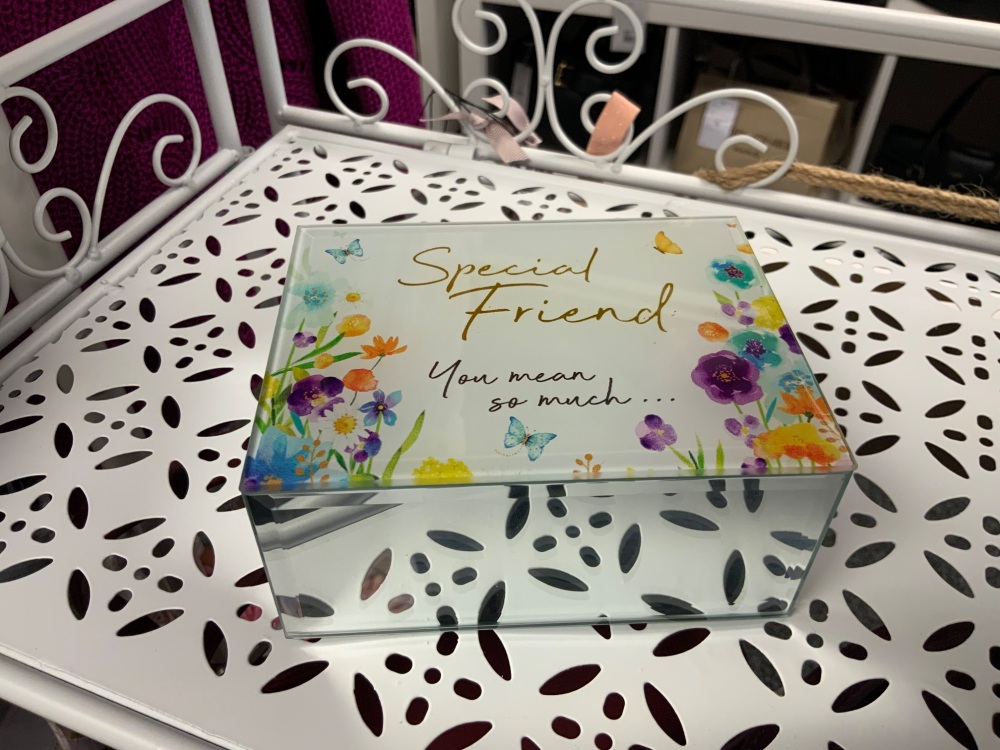 Special
Friend
You mean
so much ...